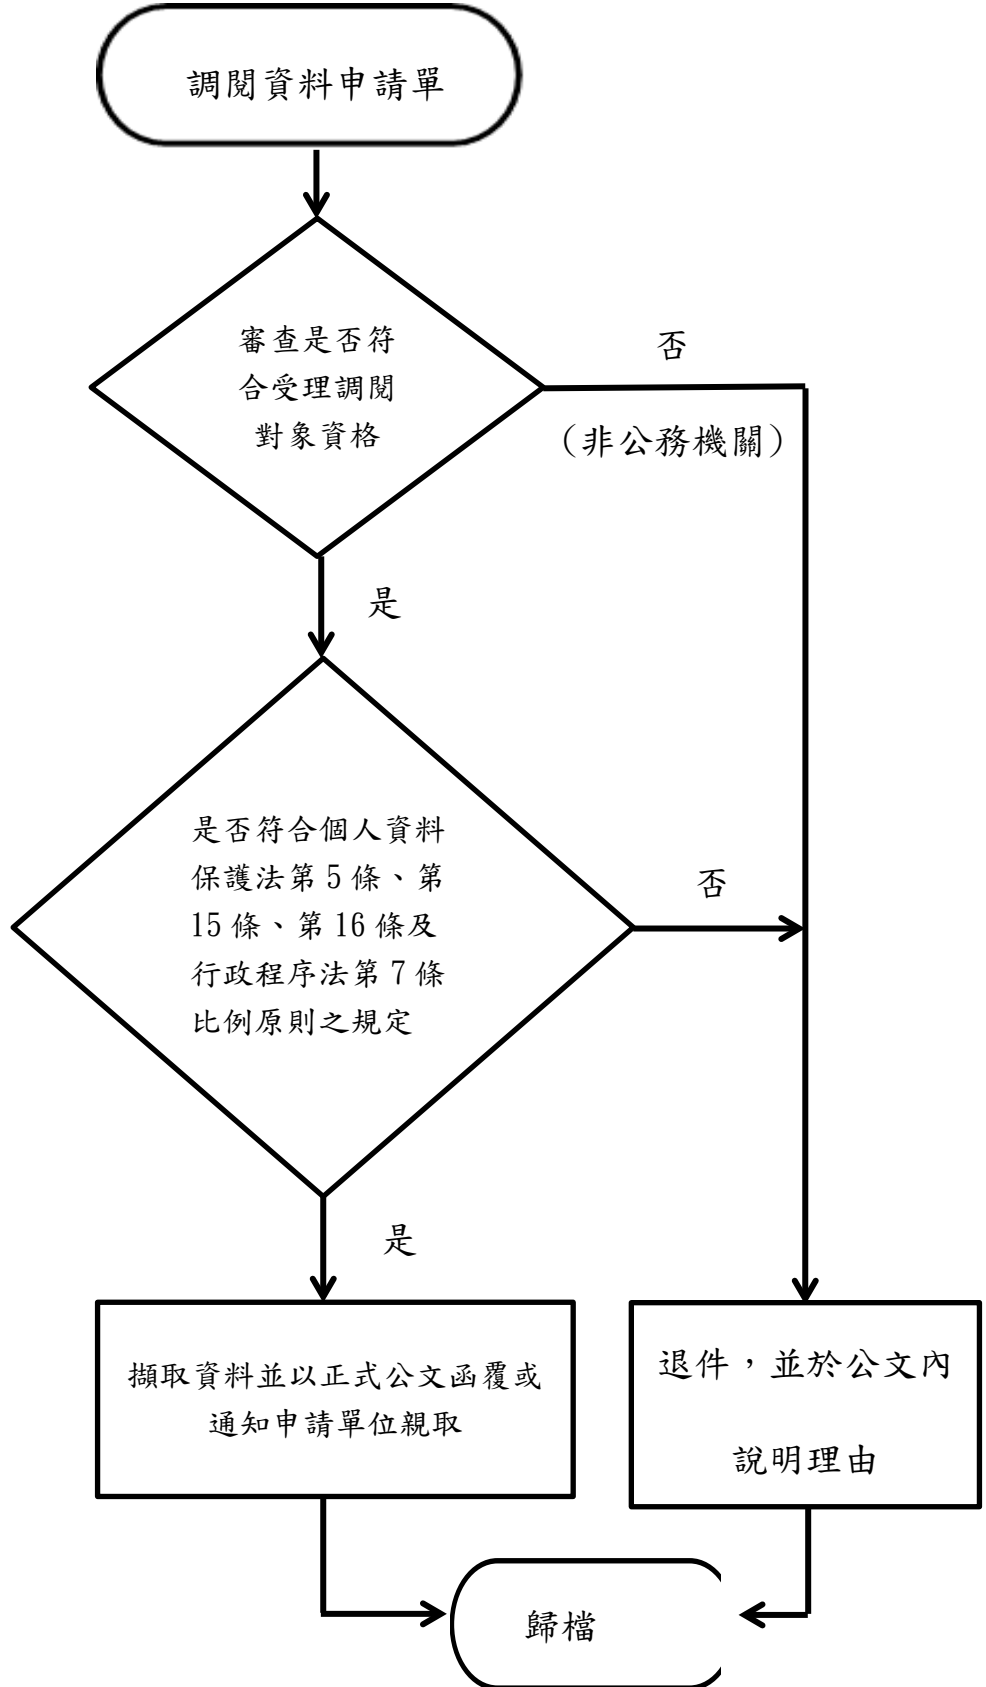 調閱資料申請單
審查是否符
合受理調閱
對象資格
否
（非公務機關）
是
是否符合個人資料
保護法第 5 條、第
15 條、第 16 條及
行政程序法第 7 條
比例原則之規定
否
是
擷取資料並以正式公文函覆或
通知申請單位親取
退件，並於公文內
說明理由
歸檔